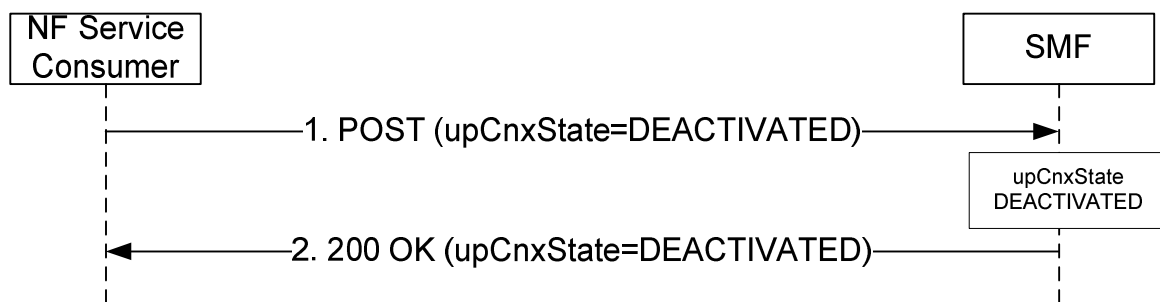 NF Service
Consumer
SMF
1. POST (upCnxState=DEACTIVATED)
upCnxState
DEACTIVATED
2. 200 OK (upCnxState=DEACTIVATED)